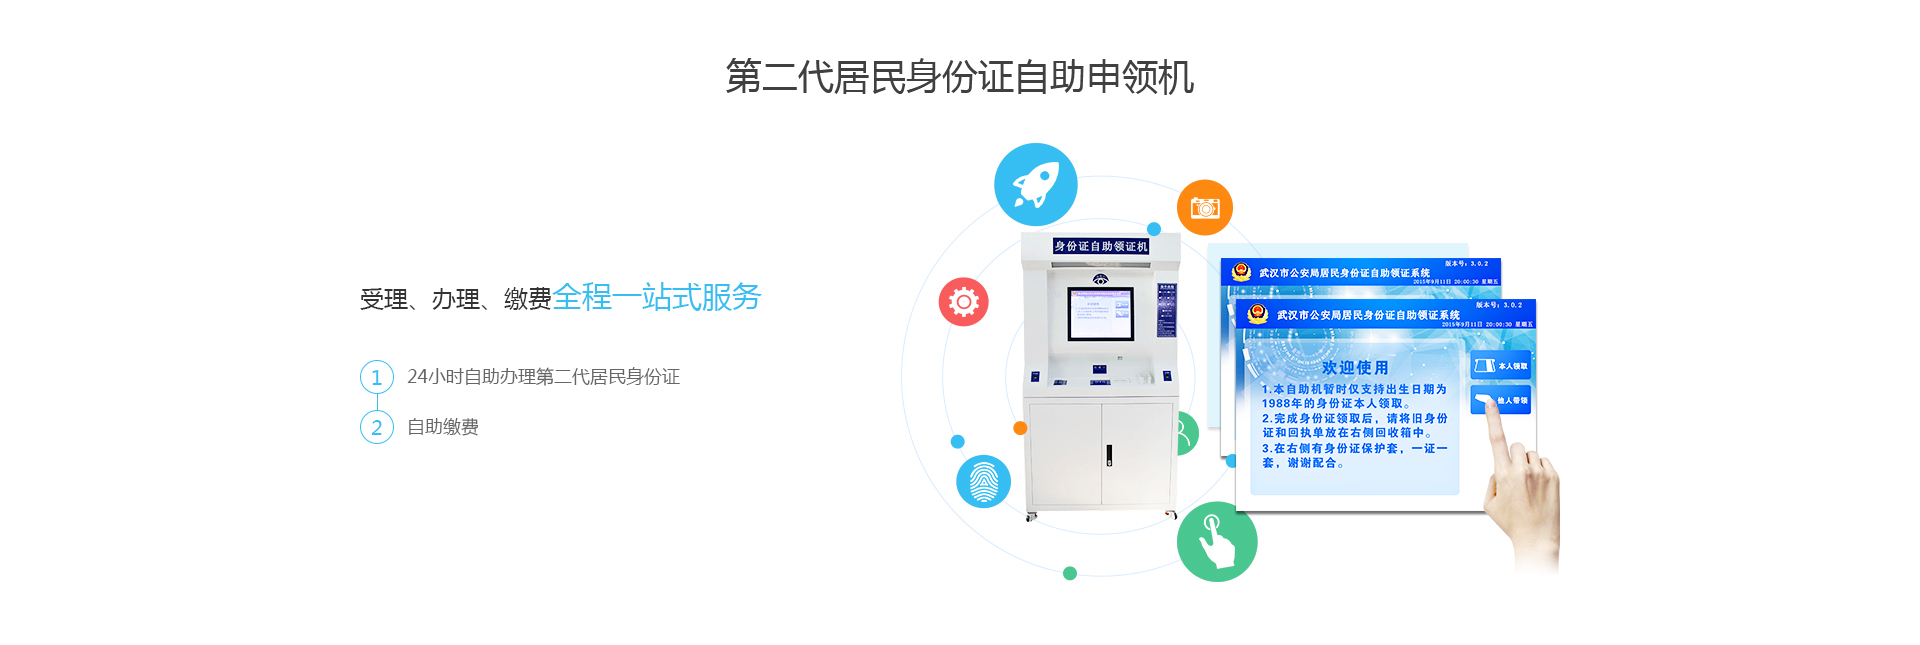 第二代居民身份证自助申领机
受理、办理、缴费全程一站式服务
1 24小时自助办理第二代居民身份证
2 自助缴费
身份证自助领证机
版本号：3.0.2
武汉市公安局居民身份证自助领证系统
2015年9月11日 20:00:30 星期五
版本号：3.0.2
武汉市公安局居民身份证自助领证系统
2015年9月11日 20:00:30 星期五
欢迎使用
1.本自助机暂时仅支持出生日期为
1988年的身份证本人领取。
2.完成身份证领取后，请将旧身份
证和回执单放在右侧回收箱中。
3.在右侧有身份证保护套，一证一
套，谢谢配合。
本人领取
他人带领